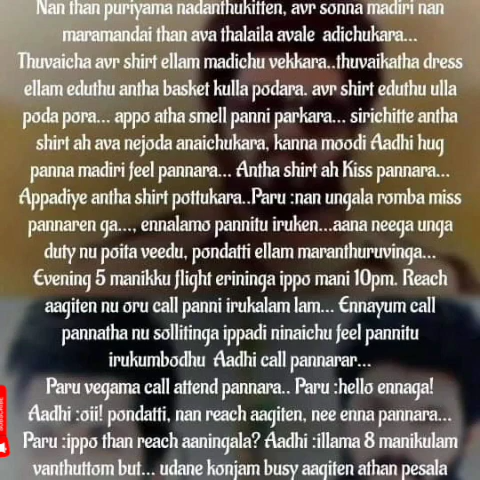 Nan than puriyama nadanthukitten, avr sonna madiri nan
maramandai than ava thalaila avale adichukara...
Thuvaicha avr shirt ellam madichu vekkara..thuvaikatha dress
ellam eduthu antha basket kulla podara. avr shirt eduthu ulla
poda pora... appo atha smell panni parkara... sirichitte antha
shirt ah ava nejoda anaichukara, kanna moodi Aadhi hug
panna madiri feel pannara... Antha shirt ah Kiss pannara...
Appadiye antha shirt pottukara..Paru :nan ungala romba miss
pannaren ga..., ennalamo pannitu iruken...aana neega unga
duty nu poita veedu, pondatti ellam maranthuruvinga...
Evening 5 manikku flight erininga ippo mani 10pm. Reach
aagiten nu oru call panni irukalam lam... Ennayum call
pannatha nu sollitinga ippadi ninaichu feel pannitu
irukumbodhu Aadhi call pannarar...
Paru vegama call attend pannara.. Paru :hello ennaga!
Aadhi :oii! pondatti, nan reach aagiten, nee enna pannara...
Paru :ippo than reach aaningala? Aadhi :illama 8 manikulam
vanthuttom but... udane konjam busy aagiten athan pesala
SUBSCRIBE